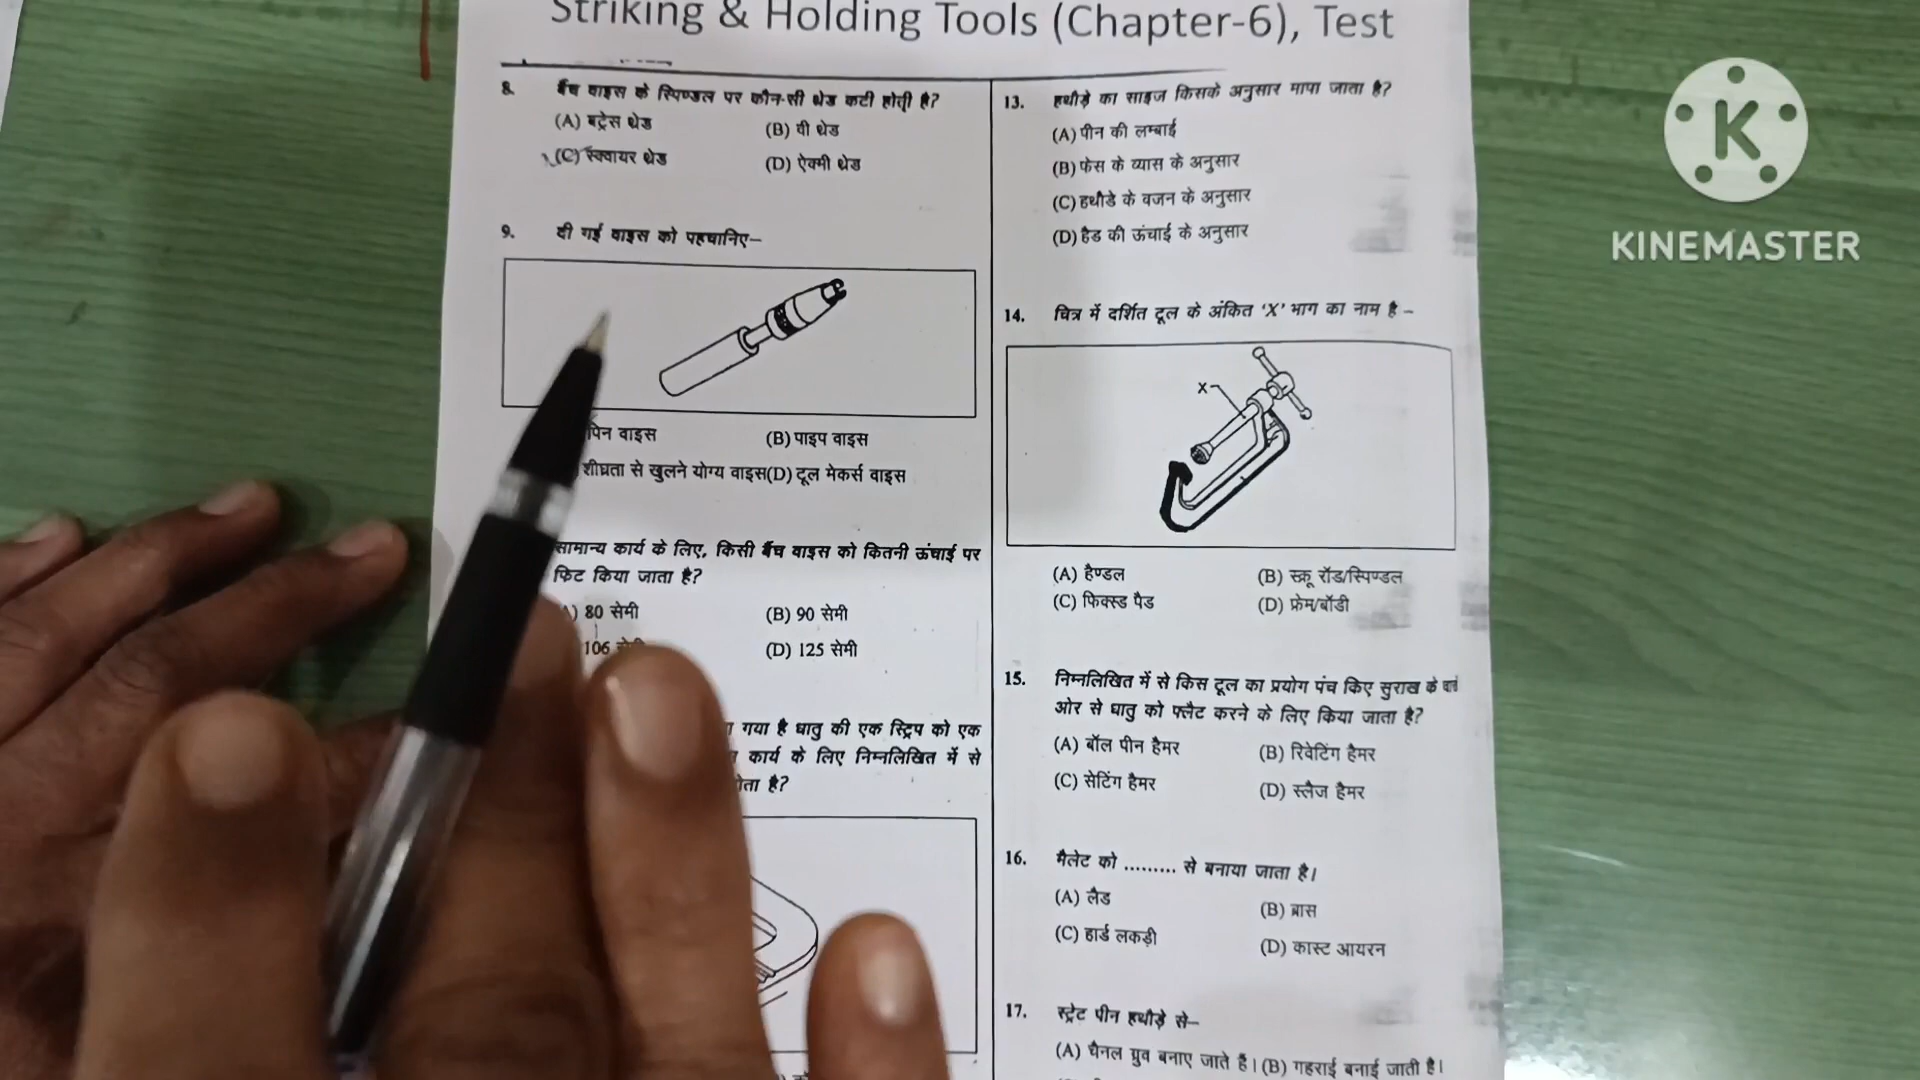 Striking & Holding Tools (Chapter-6), Test
8. बैंच वाइस के स्पिण्डल पर कौन-सी थ्रेड कटी होती है?
(A) बट्रेस थ्रेड (B) वी थ्रेड
(C) स्क्वायर थ्रेड (D) ऐक्मी थ्रेड
9. दी गई वाइस को पहचानिए–
पिन वाइस (B) पाइप वाइस
शीघ्रता से खुलने योग्य वाइस (D) टूल मेकर्स वाइस
सामान्य कार्य के लिए, किसी बैंच वाइस को कितनी ऊंचाई पर
फिट किया जाता है?
) 80 सेमी (B) 90 सेमी
106 (D) 125 सेमी
गया है धातु की एक स्ट्रिप को एक
कार्य के लिए निम्नलिखित में से
है?
13. हथौड़े का साइज किसके अनुसार मापा जाता है?
(A) पीन की लम्बाई
(B) फेस के व्यास के अनुसार
(C) हथौडे के वजन के अनुसार
(D) हैड की ऊंचाई के अनुसार
14. चित्र में दर्शित टूल के अंकित ‘X’ भाग का नाम है –
X
(A) हैण्डल (B) स्क्रू रॉड/स्पिण्डल
(C) फिक्स्ड पैड (D) फ्रेम/बॉडी
15. निम्नलिखित में से किस टूल का प्रयोग पंच किए सुराख के
ओर से धातु को फ्लैट करने के लिए किया जाता है?
(A) बॉल पीन हैमर (B) रिवेटिंग हैमर
(C) सेटिंग हैमर (D) स्लैज हैमर
16. मैलेट को ......... से बनाया जाता है।
(A) लैड (B) ब्रास
(C) हार्ड लकड़ी (D) कास्ट आयरन
17. स्ट्रेट पीन हथौड़े से–
(A) चैनल ग्रुव बनाए जाते हैं। (B) गहराई बनाई जाती है।
K
KINEMASTER